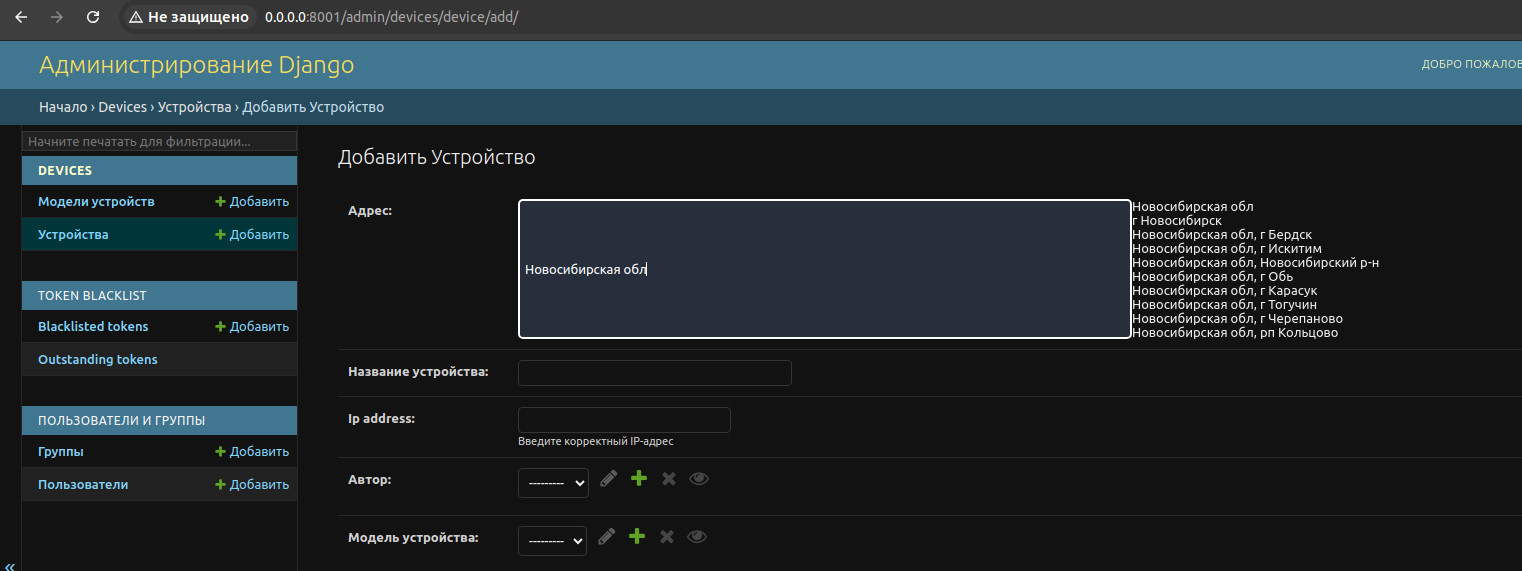 Не защищено 0.0.0.0:8001/admin/devices/device/add/
Администрирование Django
ДОБРО ПОЖАЛОВ
Начало › Devices › Устройства › Добавить Устройство
Начните печатать для фильтрации...
DEVICES
Модели устройств Добавить
Устройства Добавить
TOKEN BLACKLIST
Blacklisted tokens Добавить
Outstanding tokens
ПОЛЬЗОВАТЕЛИ И ГРУППЫ
Группы Добавить
Пользователи Добавить
«
Добавить Устройство
Адрес:
Новосибирская обл
Новосибирская обл
г Новосибирск
Новосибирская обл, г Бердск
Новосибирская обл, г Искитим
Новосибирская обл, Новосибирский р-н
Новосибирская обл, г Обь
Новосибирская обл, г Карасук
Новосибирская обл, г Тогучин
Новосибирская обл, г Черепаново
Новосибирская обл, рп Кольцово
Название устройства:
Ip address:
Введите корректный IP-адрес
Автор: ---------
Модель устройства: ---------